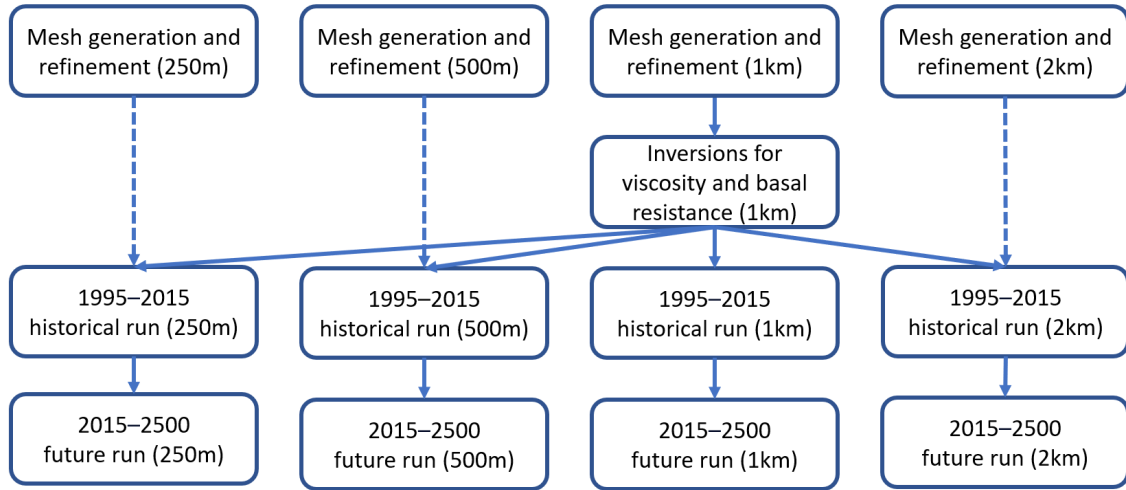 Mesh generation and
refinement (250m)
Mesh generation and
refinement (500m)
Mesh generation and
refinement (1km)
Mesh generation and
refinement (2km)
Inversions for
viscosity and basal
resistance (1km)
1995–2015
historical run (250m)
1995–2015
historical run (500m)
1995–2015
historical run (1km)
1995–2015
historical run (2km)
2015–2500
future run (250m)
2015–2500
future run (500m)
2015–2500
future run (1km)
2015–2500
future run (2km)